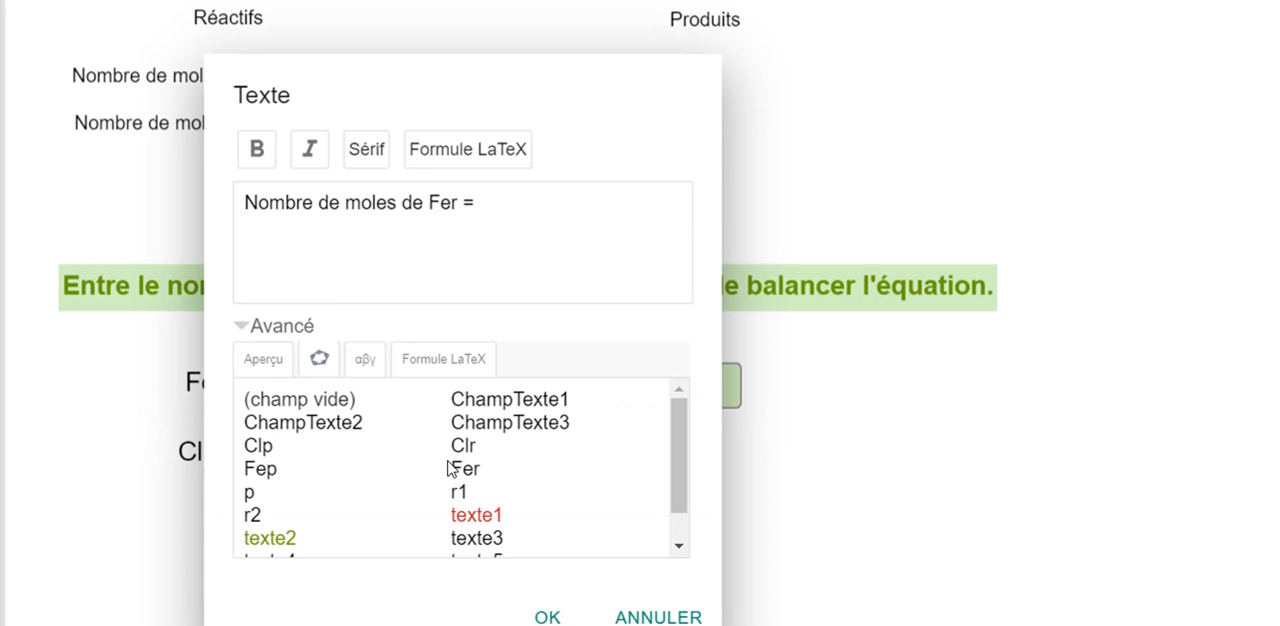 Réactifs
Produits
Nombre de mol
Nombre de mol
Texte
B I Sérif Formule LaTeX
Nombre de moles de Fer =
Entre le no
e balancer l'équation.
Avancé
Aperçu αβγ Formule LaTeX
(champ vide) ChampTexte1
ChampTexte2 ChampTexte3
Clp Clr
Fep Fer
p r1
r2 texte1
texte2 texte3
Cl
OK ANNULER